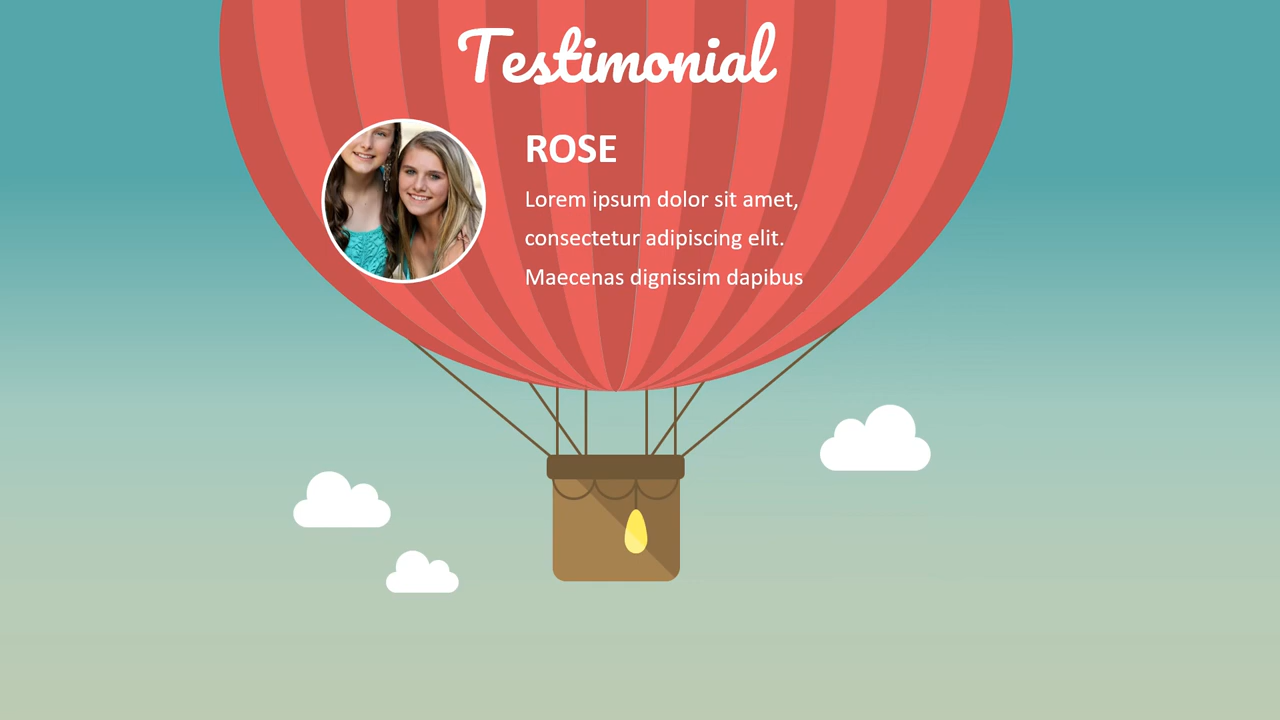 Testimonial
ROSE
Lorem ipsum dolor sit amet,
consectetur adipiscing elit.
Maecenas dignissim dapibus